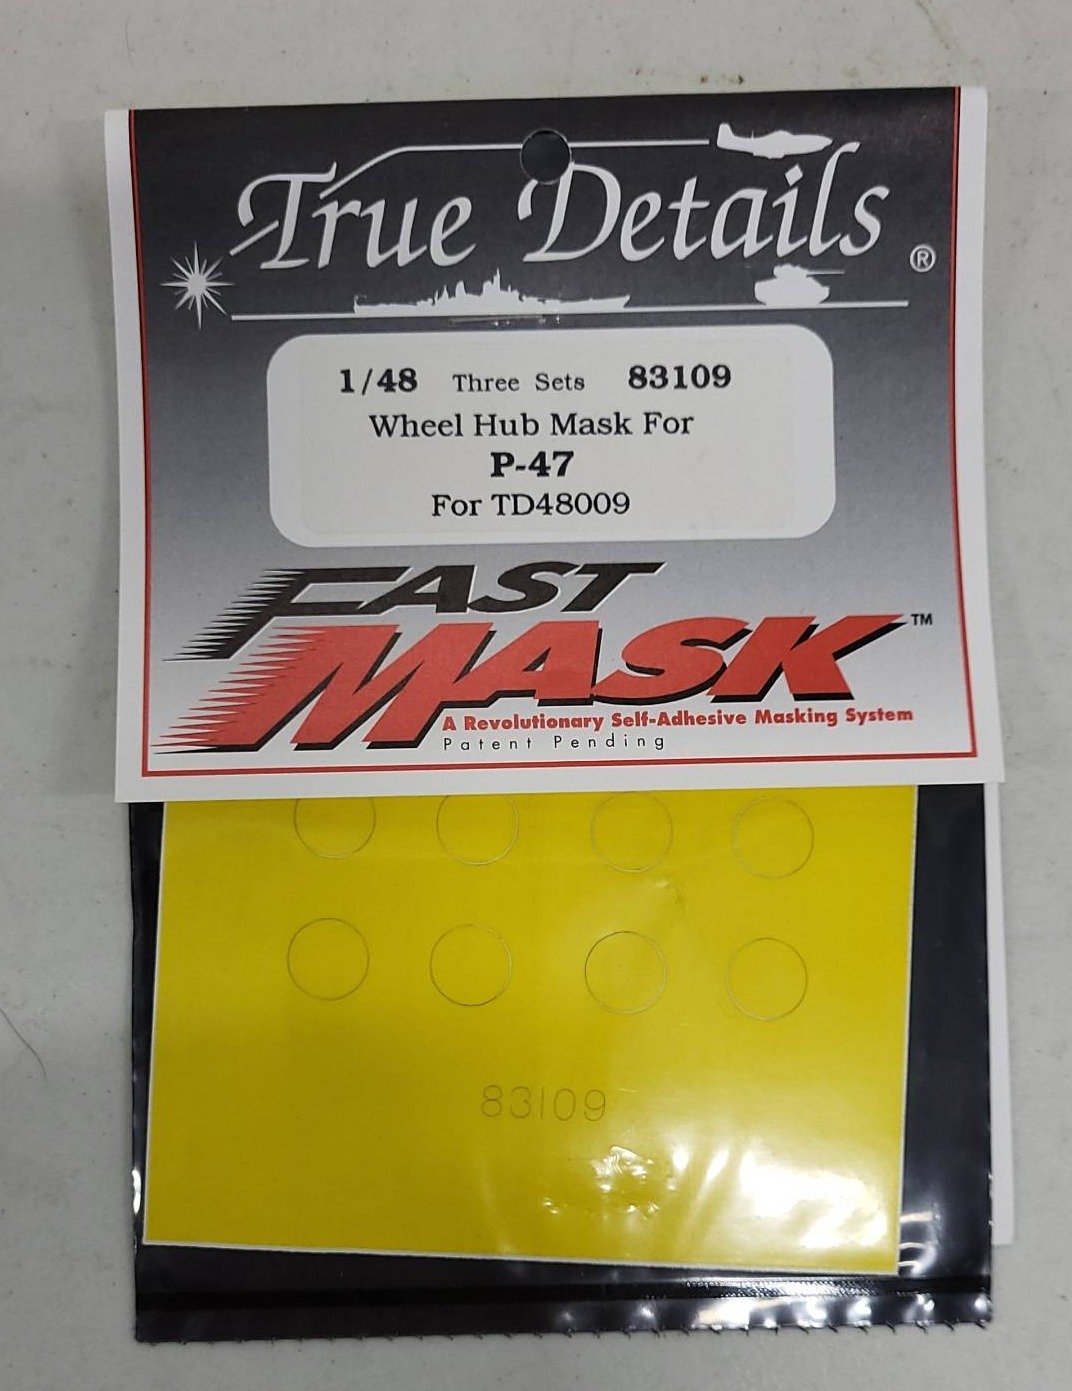 True Details ®
1/48 Three Sets 83109
Wheel Hub Mask For
P-47
For TD48009
FAST
MASK ™
A Revolutionary Self-Adhesive Masking System
Patent Pending
83109